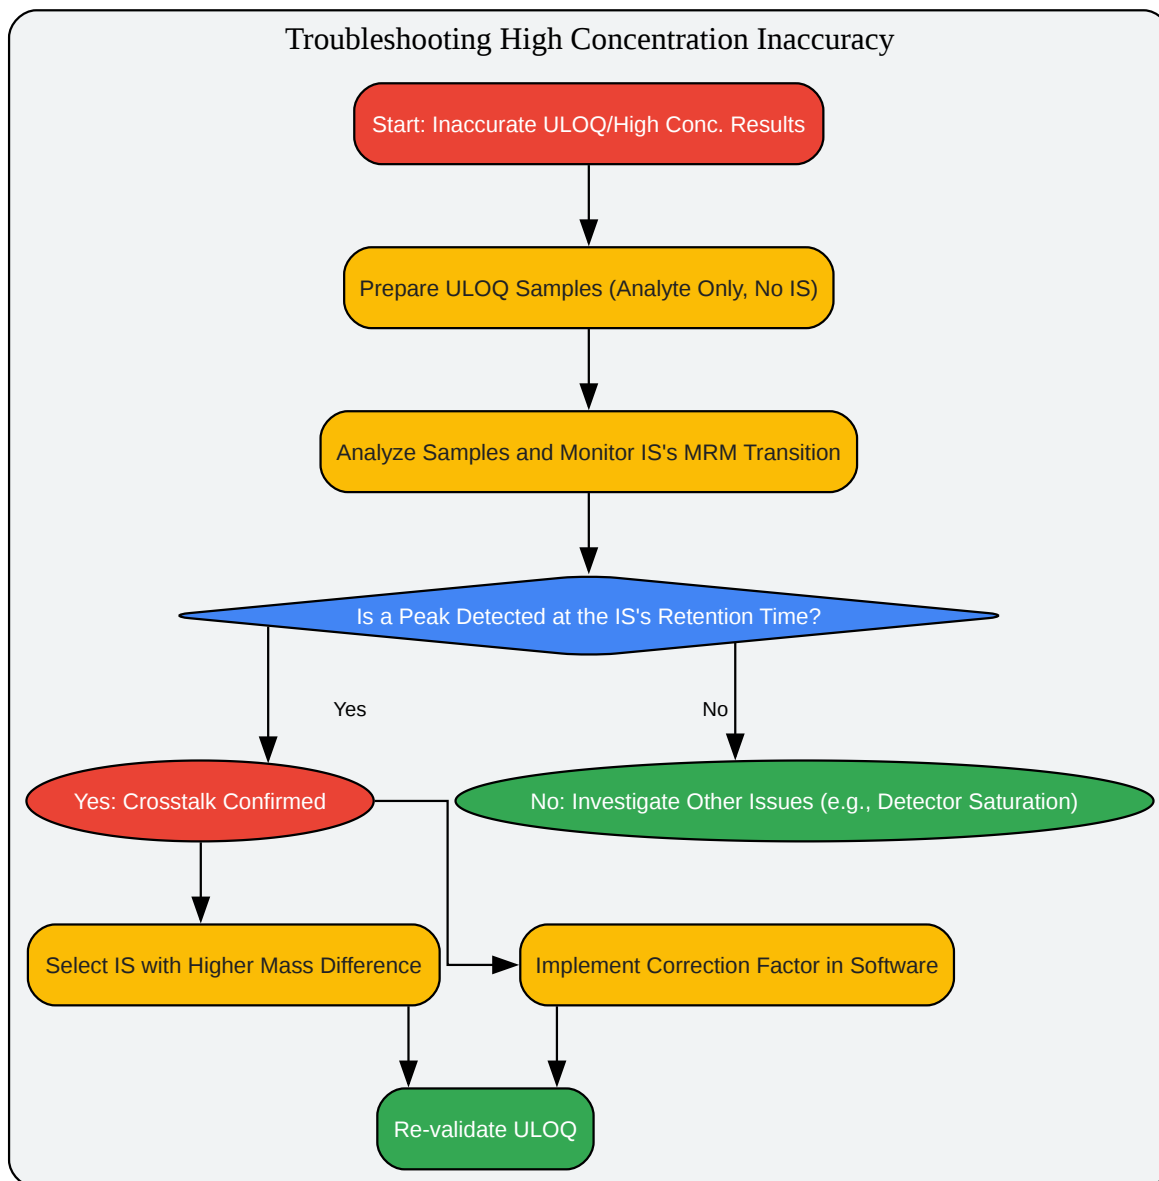 Troubleshooting High Concentration Inaccuracy
Start: Inaccurate ULOQ/High Conc. Results
Prepare ULOQ Samples (Analyte Only, No IS)
Analyze Samples and Monitor IS's MRM Transition
Is a Peak Detected at the IS's Retention Time?
Yes
No
Yes: Crosstalk Confirmed
No: Investigate Other Issues (e.g., Detector Saturation)
Select IS with Higher Mass Difference
Implement Correction Factor in Software
Re-validate ULOQ